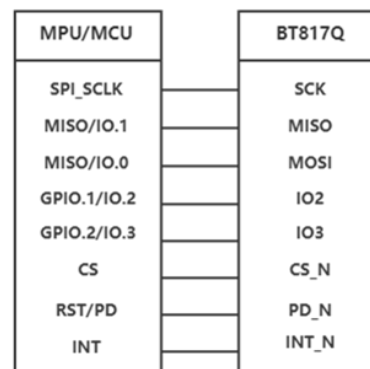 MPU/MCU BT817Q
SPI_SCLK SCK
MISO/IO.1 MISO
MISO/IO.0 MOSI
GPIO.1/IO.2 IO2
GPIO.2/IO.3 IO3
CS CS_N
RST/PD PD_N
INT INT_N